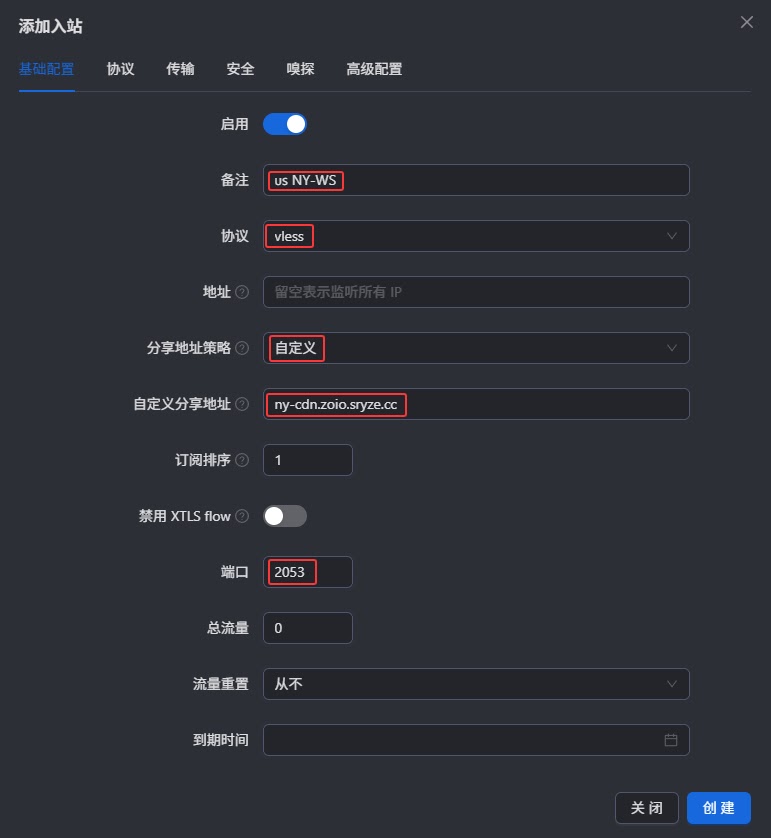 添加入站
基础配置 协议 传输 安全 嗅探 高级配置
启用
备注 us NY-WS
协议 vless
地址 留空表示监听所有 IP
分享地址策略 自定义
自定义分享地址 ny-cdn.zoio.sryze.cc
订阅排序 1
禁用 XTLS flow
端口 2053
总流量 0
流量重置 从不
到期时间
关 闭 创 建